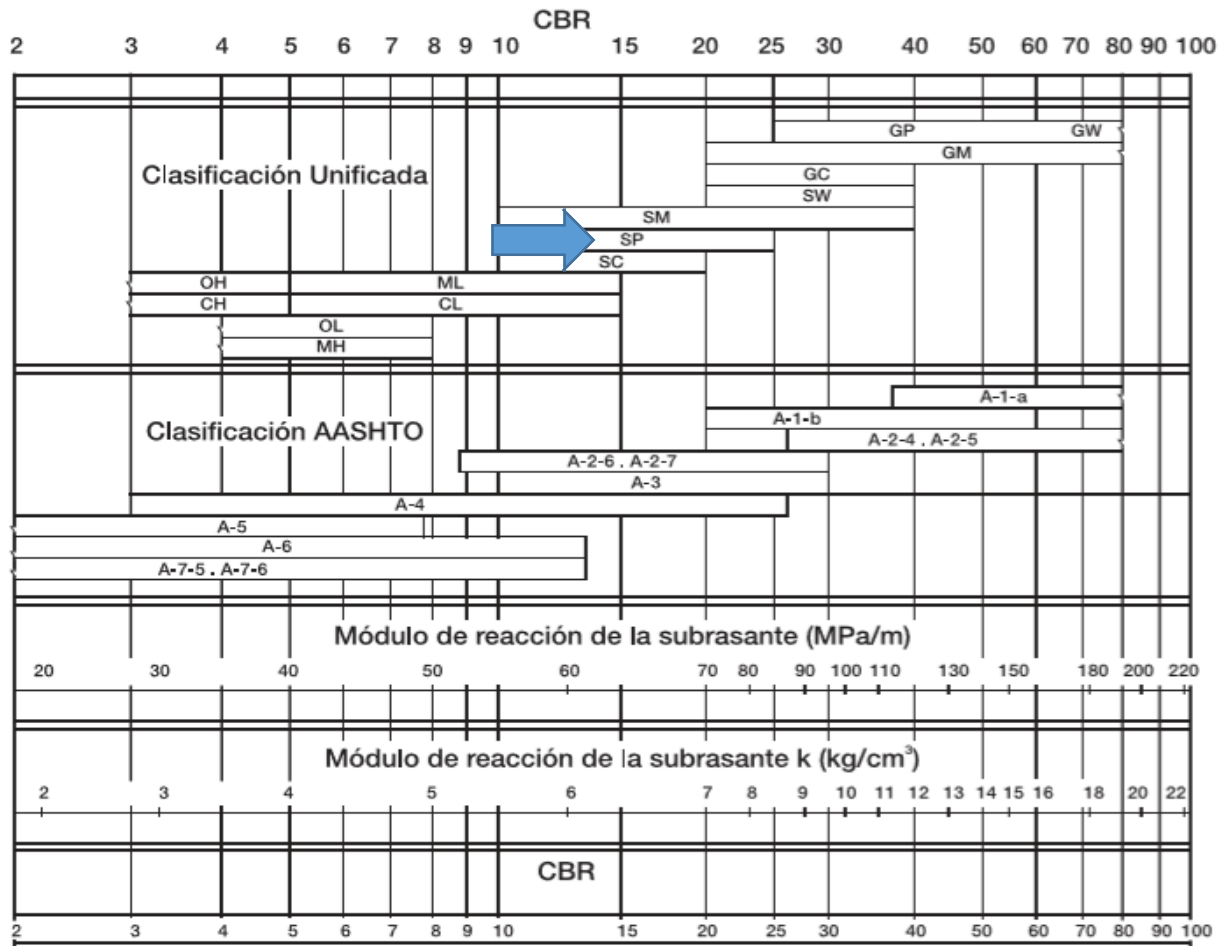 CBR
2 3 4 5 6 7 8 9 10 15 20 25 30 40 50 60 70 80 90 100
GP GW
GM
Clasificación Unificada
GC
SW
SM
SP
SC
OH ML
CH CL
OL
MH
A-1-a
A-1-b
Clasificación AASHTO
A-2-4 . A-2-5
A-2-6 . A-2-7
A-3
A-4
A-5
A-6
A-7-5 . A-7-6
Módulo de reacción de la subrasante (MPa/m)
20 30 40 50 60 70 80 90 100 110 130 150 180 200 220
Módulo de reacción de la subrasante k (kg/cm³)
2 3 4 5 6 7 8 9 10 11 12 13 14 15 16 18 20 22
CBR
2 3 4 5 6 7 8 9 10 15 20 25 30 40 50 60 70 80 90 100